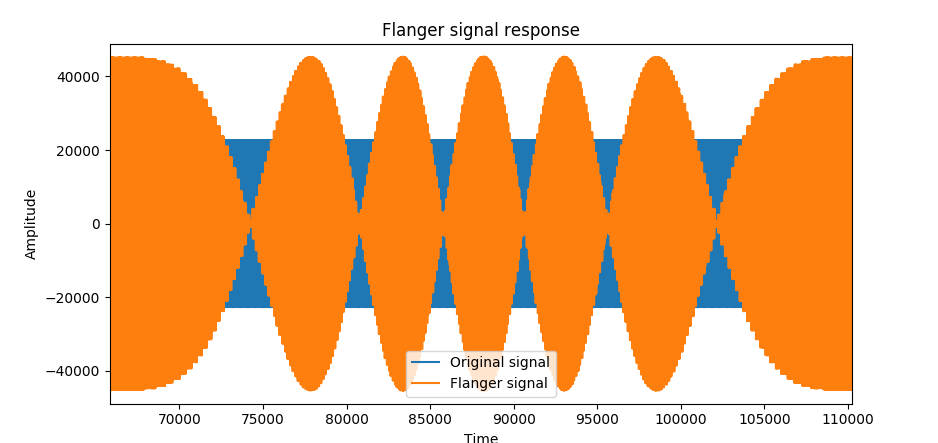 Flanger signal response
Amplitude
40000
20000
0
−20000
−40000
Original signal
Flanger signal
70000 75000 80000 85000 90000 95000 100000 105000 110000
Time